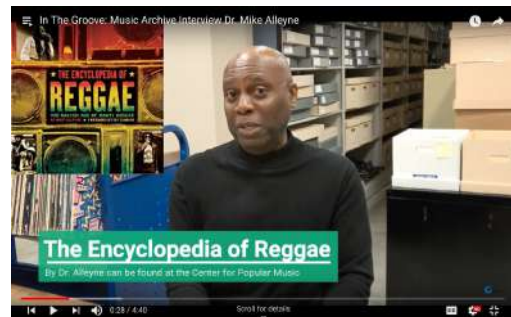 In The Groove: Music Archive Interview Dr. Mike Alleyne
THE ENCYCLOPEDIA OF
REGGAE
The Encyclopedia of Reggae
By Dr. Alleyne can be found at the Center for Popular Music
0:28 / 4:40
Scroll for details